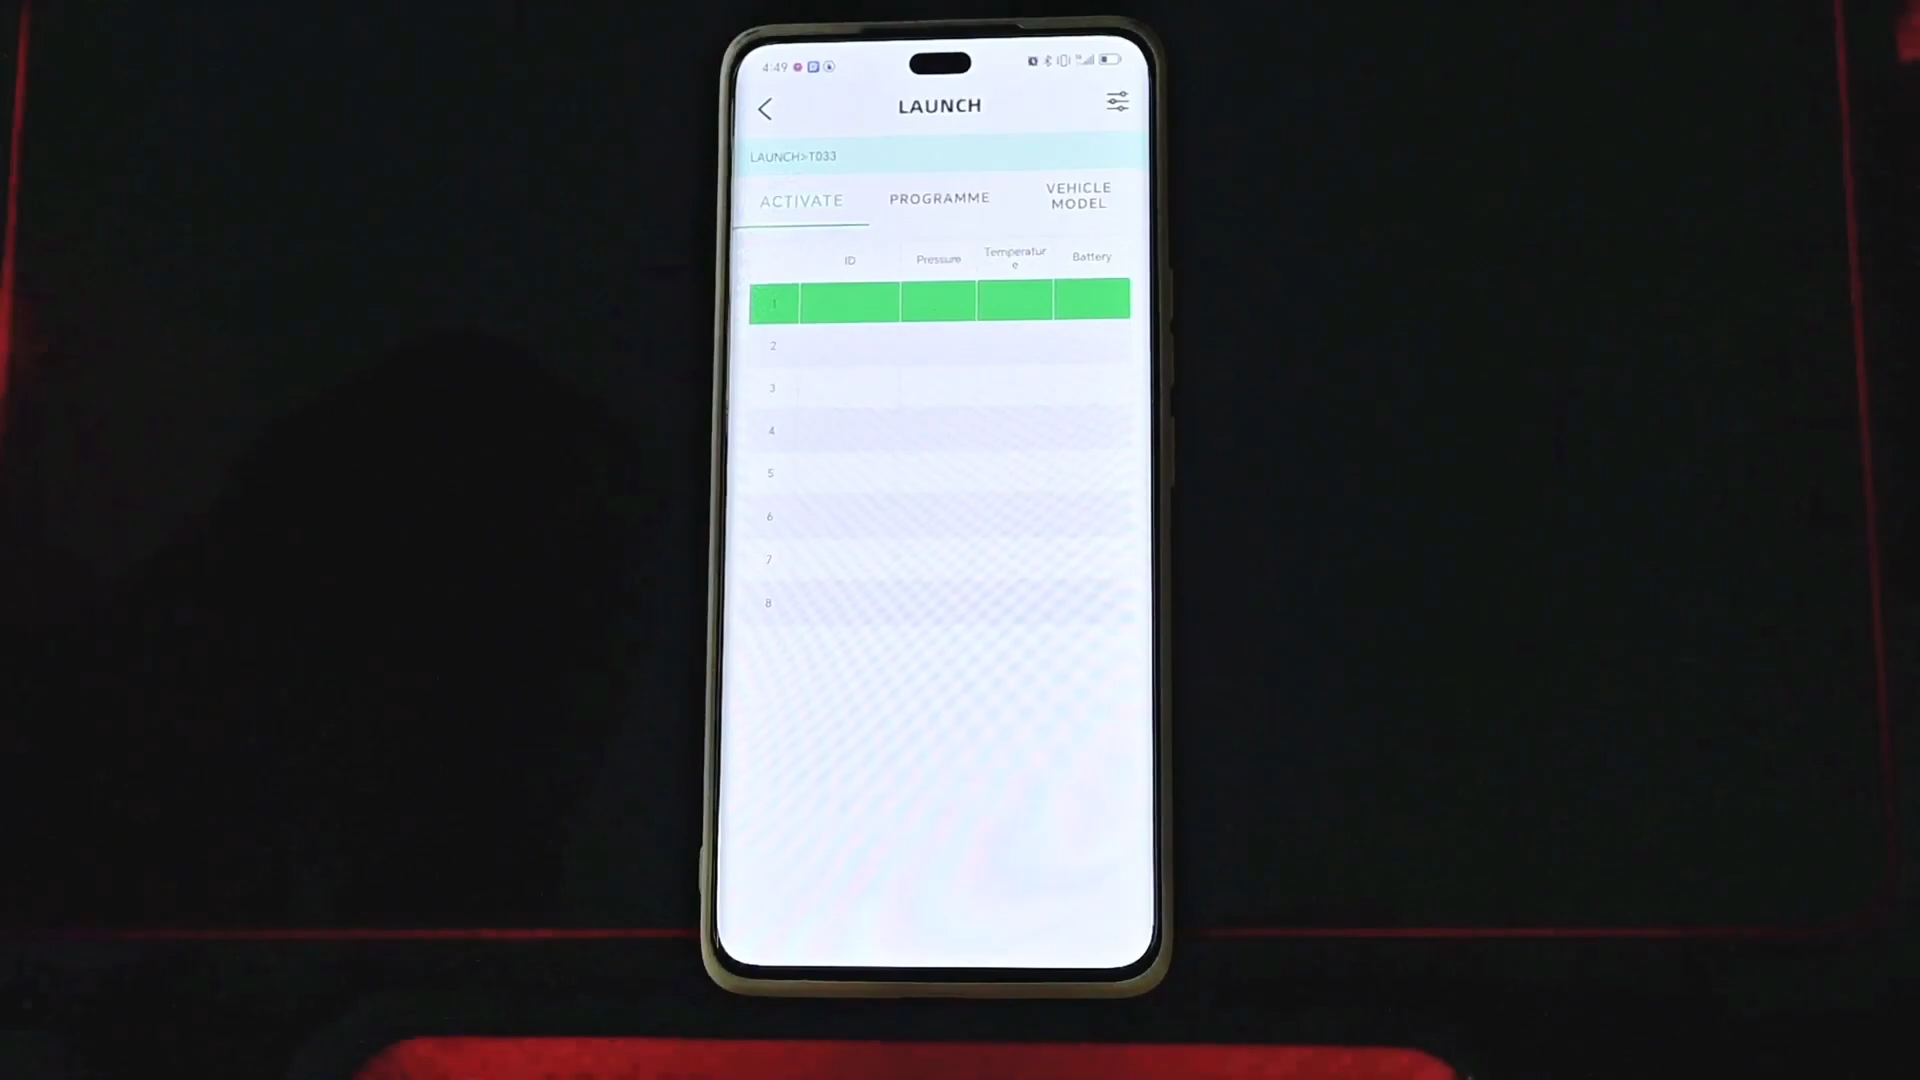 4:49
LAUNCH
LAUNCH>T033
ACTIVATE
PROGRAMME
VEHICLE
MODEL
ID
Pressure
Temperatur
e
Battery
1
2
3
4
5
6
7
8